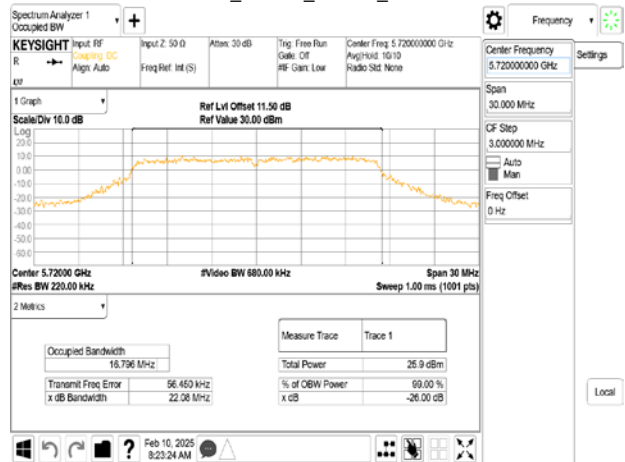 Spectrum Analyzer 1
Occupied BW
Frequency
KEYSIGHT
R
Input: RF
Coupling: DC
Align: Auto
Input Z: 50 Ω
Freq Ref: Int (S)
Atten: 30 dB
Trig: Free Run
Gate: Off
#IF Gain: Low
Center Freq: 5.720000000 GHz
Avg|Hold: 10/10
Radio Std: None
Center Frequency
5.720000000 GHz
Settings
Span
30.000 MHz
CF Step
3.000000 MHz
Auto
Man
Freq Offset
0 Hz
1 Graph
Scale/Div 10.0 dB
Ref Lvl Offset 11.50 dB
Ref Value 30.00 dBm
Log
20.0
10.0
0.00
-10.0
-20.0
-30.0
-40.0
-50.0
-60.0
Center 5.72000 GHz
#Res BW 220.00 kHz
#Video BW 680.00 kHz
Span 30 MHz
Sweep 1.00 ms (1001 pts)
2 Metrics
Measure Trace Trace 1
Occupied Bandwidth
16.796 MHz
Total Power 25.9 dBm
Transmit Freq Error 56.450 kHz
% of OBW Power 99.00 %
x dB Bandwidth 22.08 MHz
x dB -26.00 dB
Local
?
Feb 10, 2025
8:23:24 AM